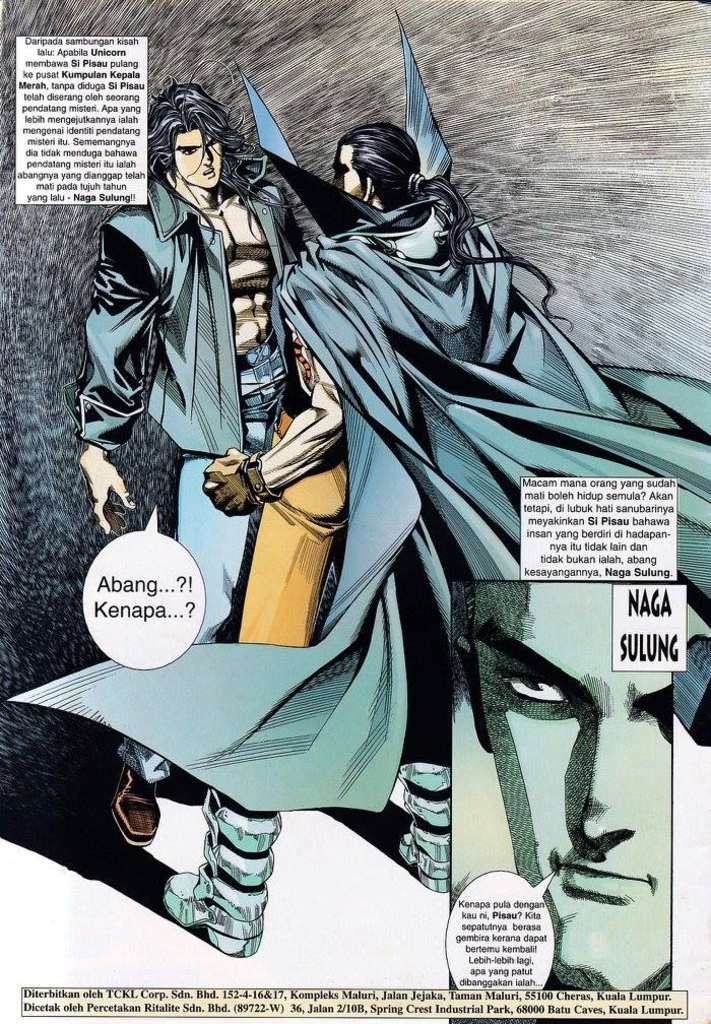 Daripada sambungan kisah
lalu: Apabila Unicorn
membawa Si Pisau pulang
ke pusat Kumpulan Kepala
Merah, tanpa diduga Si Pisau
telah diserang oleh seorang
pendatang misteri. Apa yang
lebih mengejutkannya ialah
mengenai identiti pendatang
misteri itu. Sememangnya
dia tidak menduga bahawa
pendatang misteri itu ialah
abangnya yang dianggap telah
mati pada tujuh tahun
yang lalu - Naga Sulung!!
Abang...?!
Kenapa...?
Macam mana orang yang sudah
mati boleh hidup semula? Akan
tetapi, di lubuk hati sanubarinya
meyakinkan Si Pisau bahawa
insan yang berdiri di hadapan-
nya itu tidak lain dan
tidak bukan ialah, abang
kesayangannya, Naga Sulung.
NAGA
SULUNG
Kenapa pula dengan
kau ni, Pisau? Kita
sepatutnya berasa
gembira kerana dapat
bertemu kembali!
Lebih-lebih lagi,
apa yang patut
dibanggakan ialah...
Diterbitkan oleh TCKL Corp. Sdn. Bhd. 152-4-16&17, Kompleks Maluri, Jalan Jejaka, Taman Maluri, 55100 Cheras, Kuala Lumpur.
Dicetak oleh Percetakan Ritalite Sdn. Bhd. (89722-W) 36, Jalan 2/10B, Spring Crest Industrial Park, 68000 Batu Caves, Kuala Lumpur.